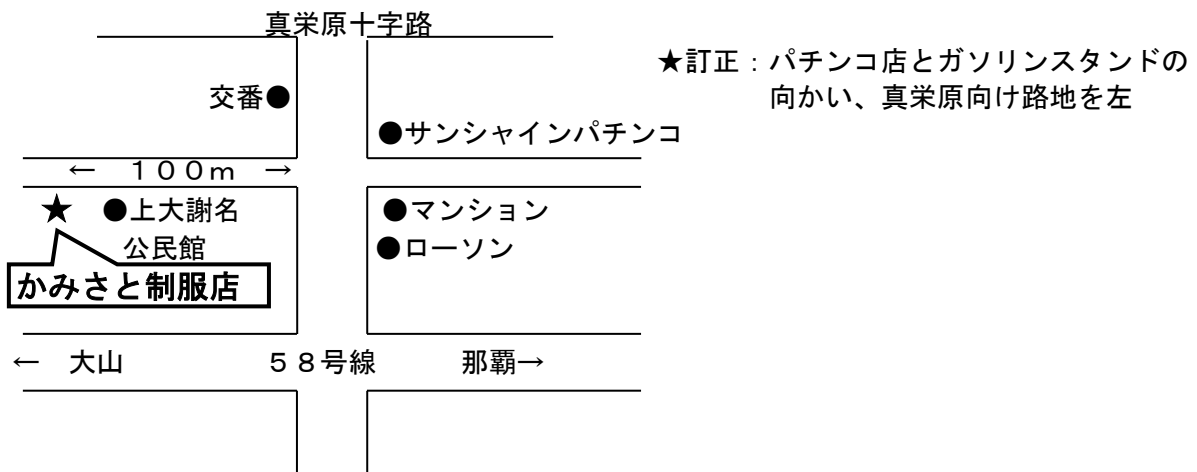 真栄原十字路
★訂正：パチンコ店とガソリンスタンドの
向かい、真栄原向け路地を左
交番●
●サンシャインパチンコ
← １００ｍ →
★ ●上大謝名
公民館
●マンション
●ローソン
かみさと制服店
← 大山 ５８号線 那覇→